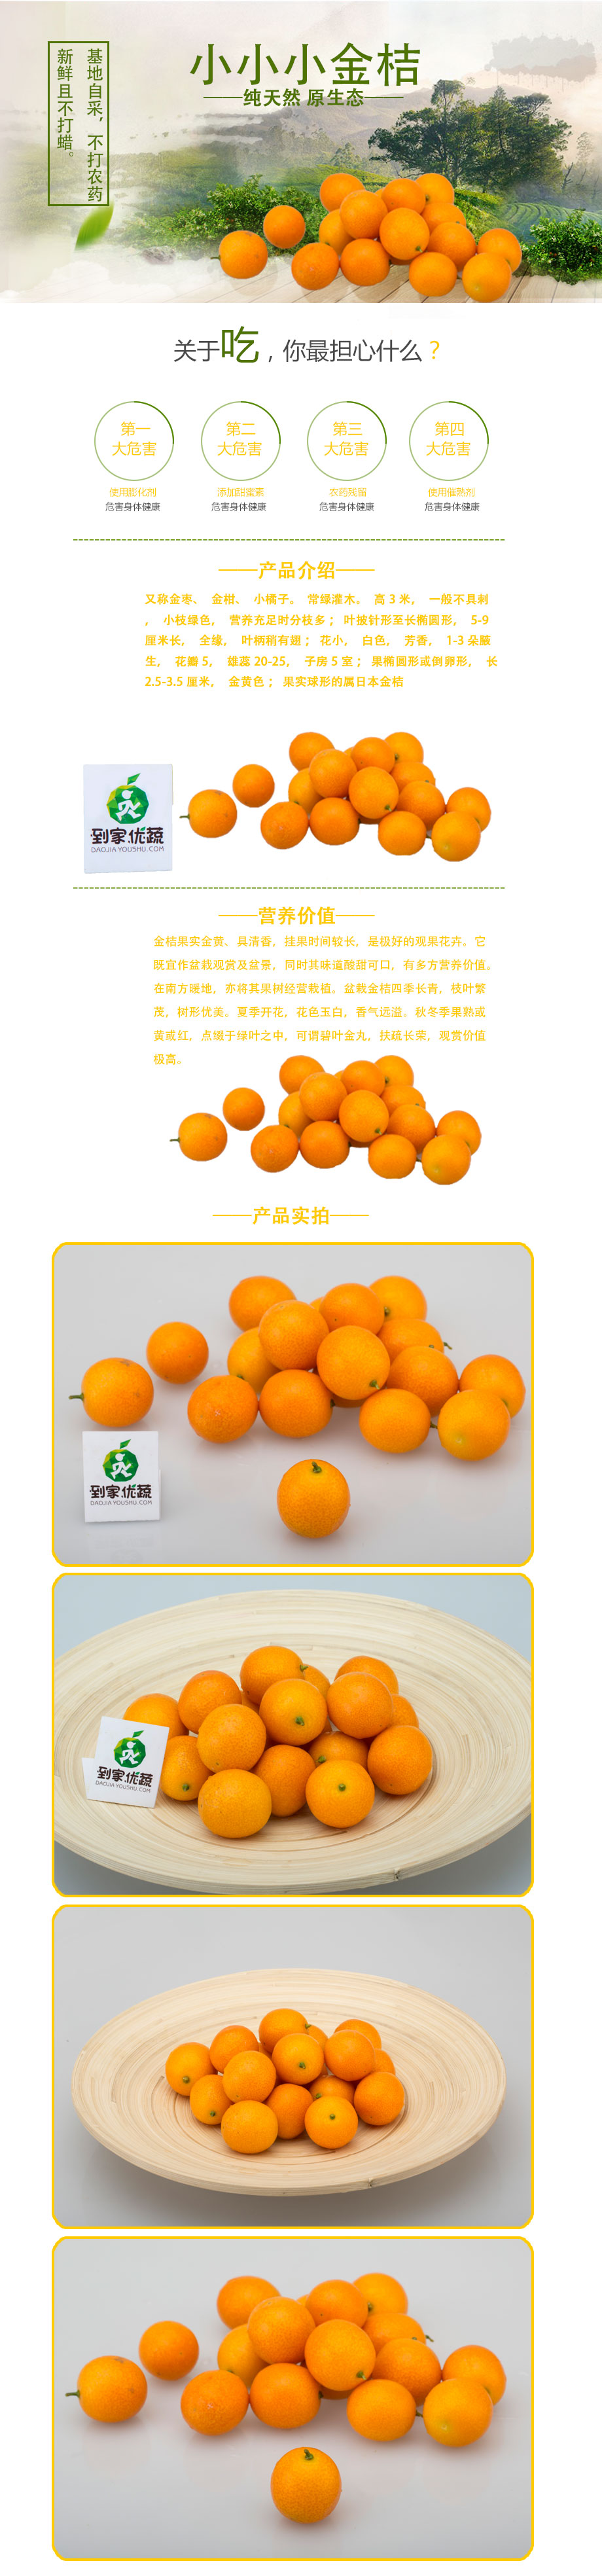 小小小金桔
——纯天然 原生态——
基地自采，不打农药
新鲜且不打蜡。
关于吃，你最担心什么？
第一
大危害
使用膨化剂
危害身体健康
第二
大危害
添加甜蜜素
危害身体健康
第三
大危害
农药残留
危害身体健康
第四
大危害
使用催熟剂
危害身体健康
——产品介绍——
又称金枣、 金柑、 小橘子。 常绿灌木。 高 3 米， 一般不具刺
， 小枝绿色， 营养充足时分枝多； 叶披针形至长椭圆形， 5-9
厘米长， 全缘， 叶柄稍有翅； 花小， 白色， 芳香， 1-3 朵腋
生， 花瓣 5， 雄蕊 20-25， 子房 5 室； 果椭圆形或倒卵形， 长
2.5-3.5 厘米， 金黄色； 果实球形的属日本金桔
到家优蔬
DAOJIA YOUSHU. COM
——营养价值——
金桔果实金黄、具清香，挂果时间较长，是极好的观果花卉。它
既宜作盆栽观赏及盆景，同时其味道酸甜可口，有多方营养价值。
在南方暖地，亦将其果树经营栽植。盆栽金桔四季长青，枝叶繁
茂，树形优美。夏季开花，花色玉白，香气远溢。秋冬季果熟或
黄或红，点缀于绿叶之中，可谓碧叶金丸，扶疏长荣，观赏价值
极高。
——产品实拍——
到家优蔬
DAOJIA YOUSHU. COM
到家优蔬
DAOJIA YOUSHU. COM